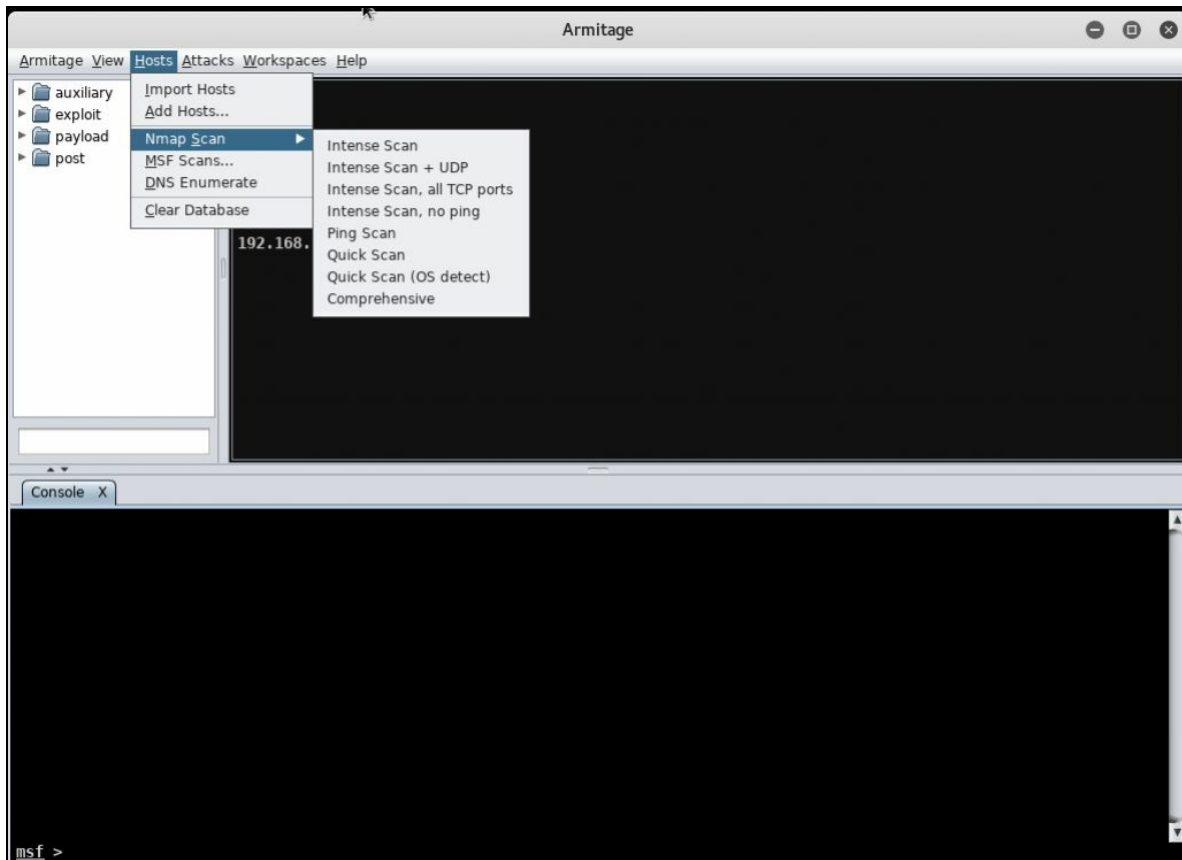 Armitage
Armitage View Hosts Attacks Workspaces Help
auxiliary
exploit
payload
post
Import Hosts
Add Hosts...
Nmap Scan
MSF Scans...
DNS Enumerate
Clear Database
Intense Scan
Intense Scan + UDP
Intense Scan, all TCP ports
Intense Scan, no ping
Ping Scan
Quick Scan
Quick Scan (OS detect)
Comprehensive
192.168.
Console X
msf >